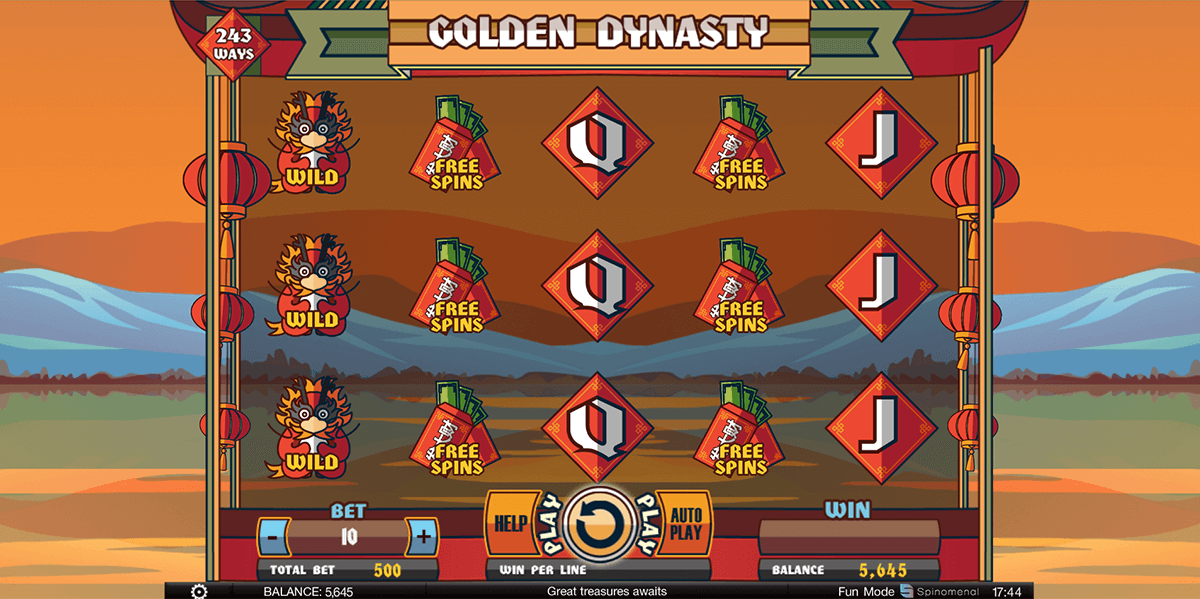 243
WAYS
GOLDEN DYNASTY
WILD
FREE
SPINS
Q
FREE
SPINS
J
WILD
FREE
SPINS
Q
FREE
SPINS
J
WILD
FREE
SPINS
Q
FREE
SPINS
J
BET
- 10 +
TOTAL BET 500
HELP
PLAY
PLAY
AUTO
PLAY
WIN PER LINE
WIN
BALANCE 5,645
BALANCE: 5,645
Great treasures awaits
Fun Mode
Spinomenal
17:44